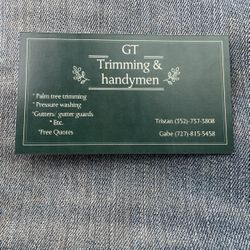 GT
Trimming &
handymen
* Palm tree trimming
* Pressure washing
*Gutters/ gutter guards
* Etc.
*Free Quotes
Tristan (352)-737-3808
Gabe (727)-815-5458